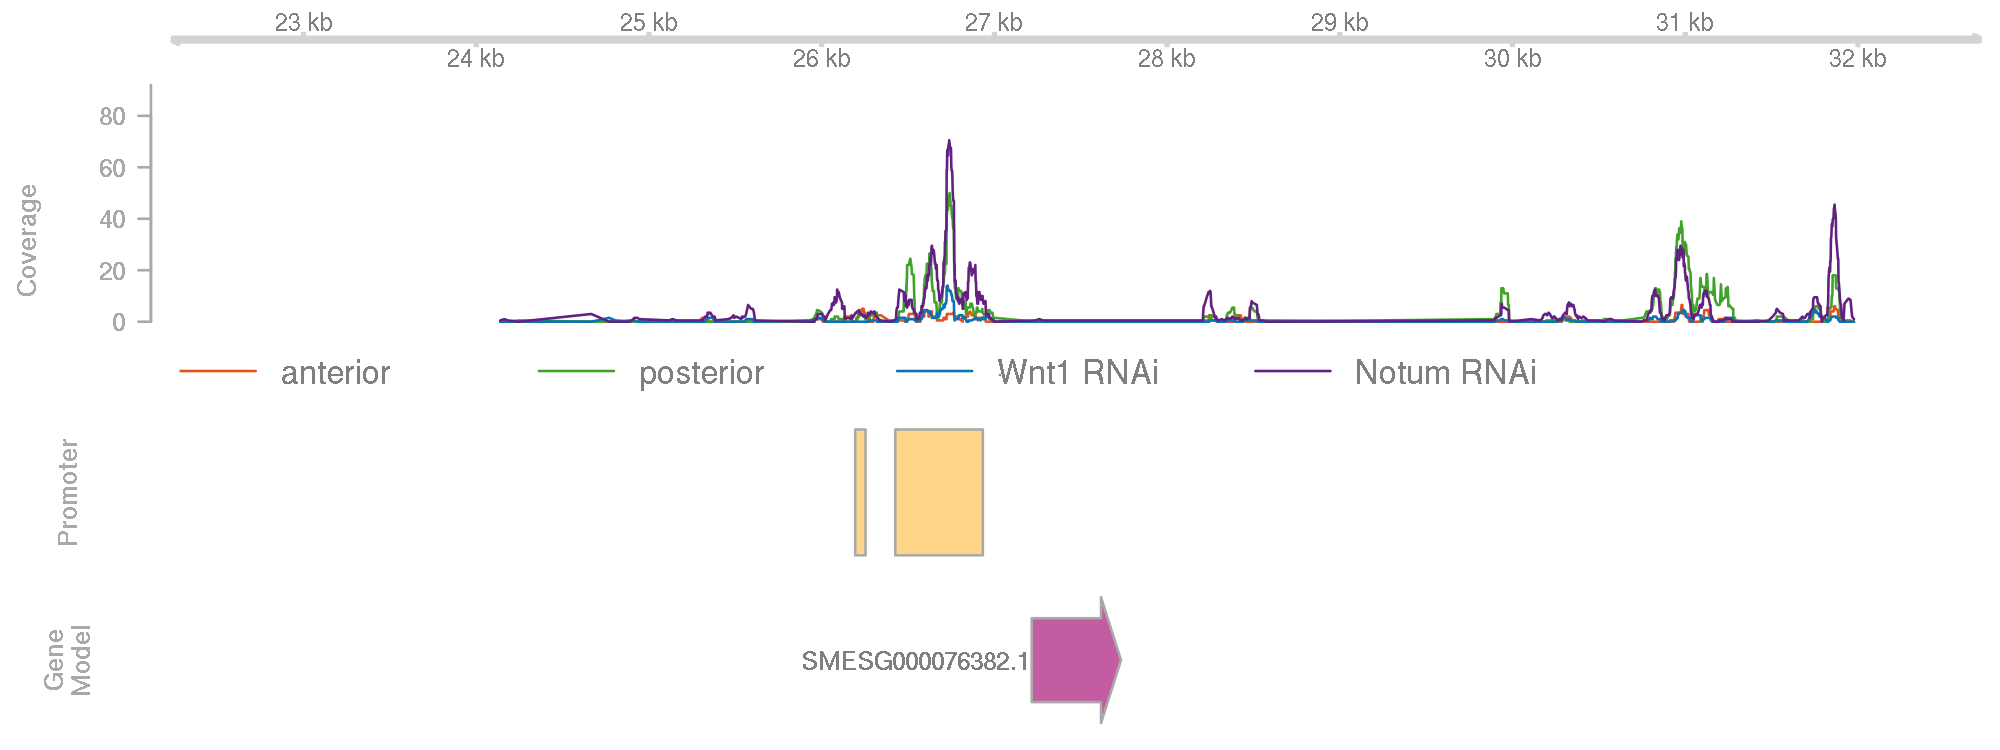 23 kb 25 kb 27 kb 29 kb 31 kb
24 kb 26 kb 28 kb 30 kb 32 kb
Coverage
80
60
40
20
0
anterior posterior Wnt1 RNAi Notum RNAi
Promoter
Gene
Model
SMESG000076382.1